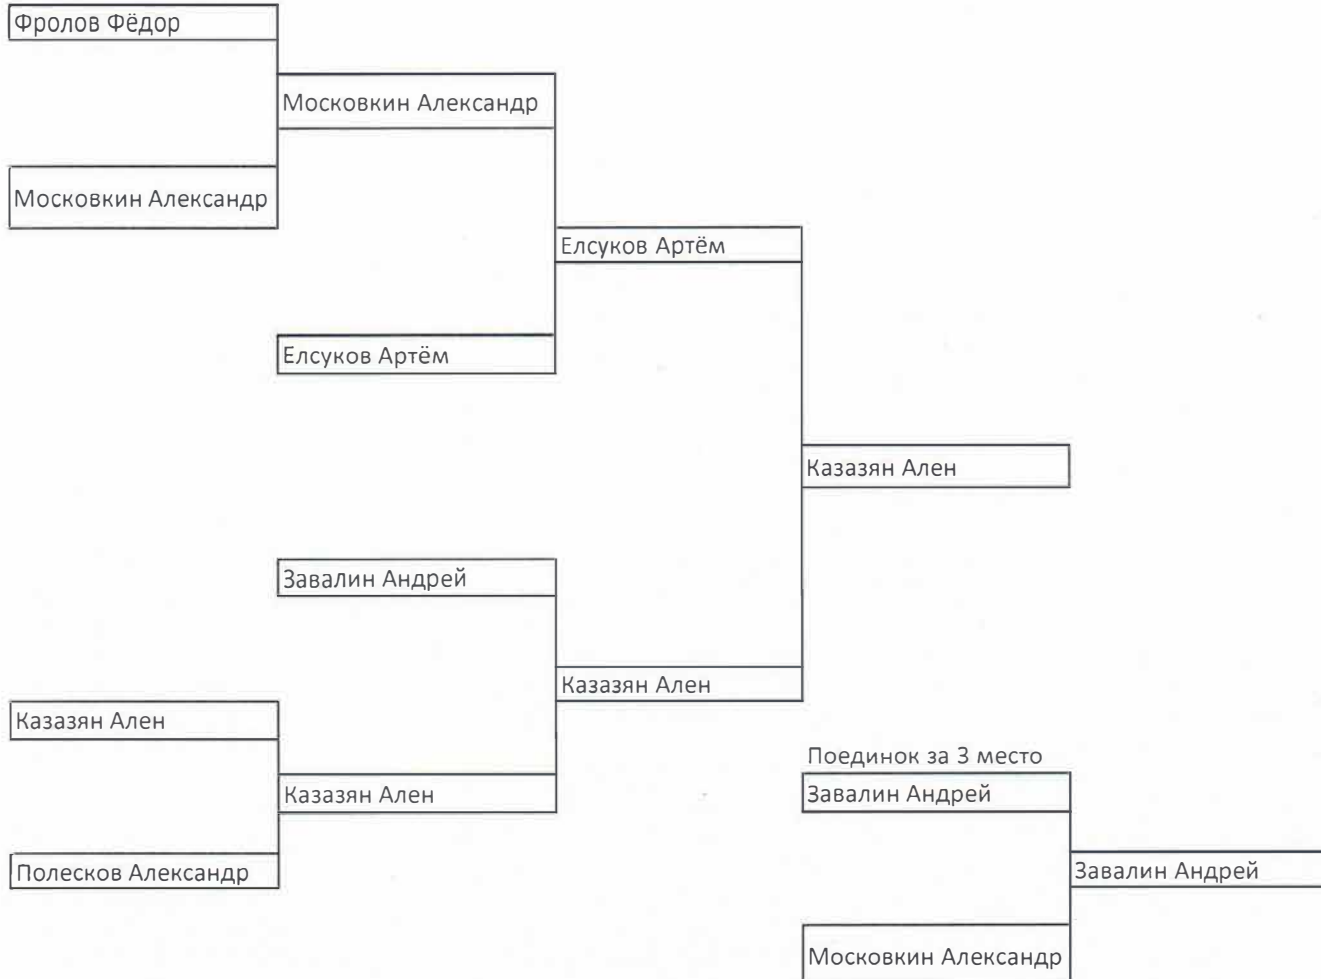 Фролов Фёдор
Московкин Александр
Московкин Александр
Елсуков Артём
Елсуков Артём
Казазян Ален
Завалин Андрей
Казазян Ален
Казазян Ален
Поединок за 3 место
Казазян Ален
Завалин Андрей
Полесков Александр
Завалин Андрей
Московкин Александр